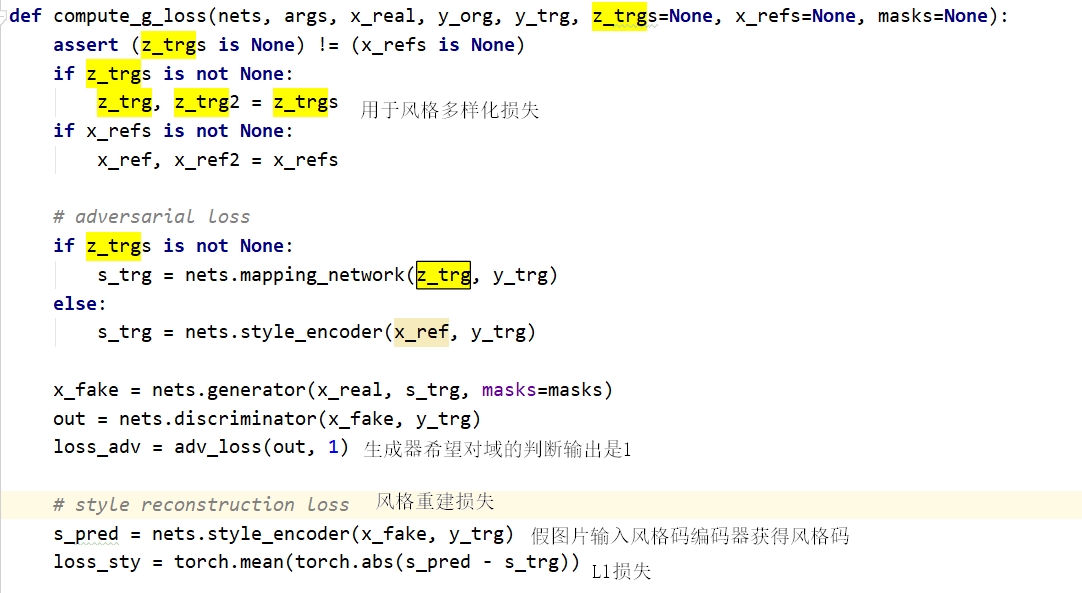 def compute_g_loss(nets, args, x_real, y_org, y_trg, z_trgs=None, x_refs=None, masks=None):
assert (z_trgs is None) != (x_refs is None)
if z_trgs is not None:
z_trg, z_trg2 = z_trgs 用于风格多样化损失
if x_refs is not None:
x_ref, x_ref2 = x_refs
# adversarial loss
if z_trgs is not None:
s_trg = nets.mapping_network(z_trg, y_trg)
else:
s_trg = nets.style_encoder(x_ref, y_trg)
x_fake = nets.generator(x_real, s_trg, masks=masks)
out = nets.discriminator(x_fake, y_trg)
loss_adv = adv_loss(out, 1) 生成器希望对域的判断输出是1
# style reconstruction loss 风格重建损失
s_pred = nets.style_encoder(x_fake, y_trg) 假图片输入风格码编码器获得风格码
loss_sty = torch.mean(torch.abs(s_pred - s_trg)) L1损失